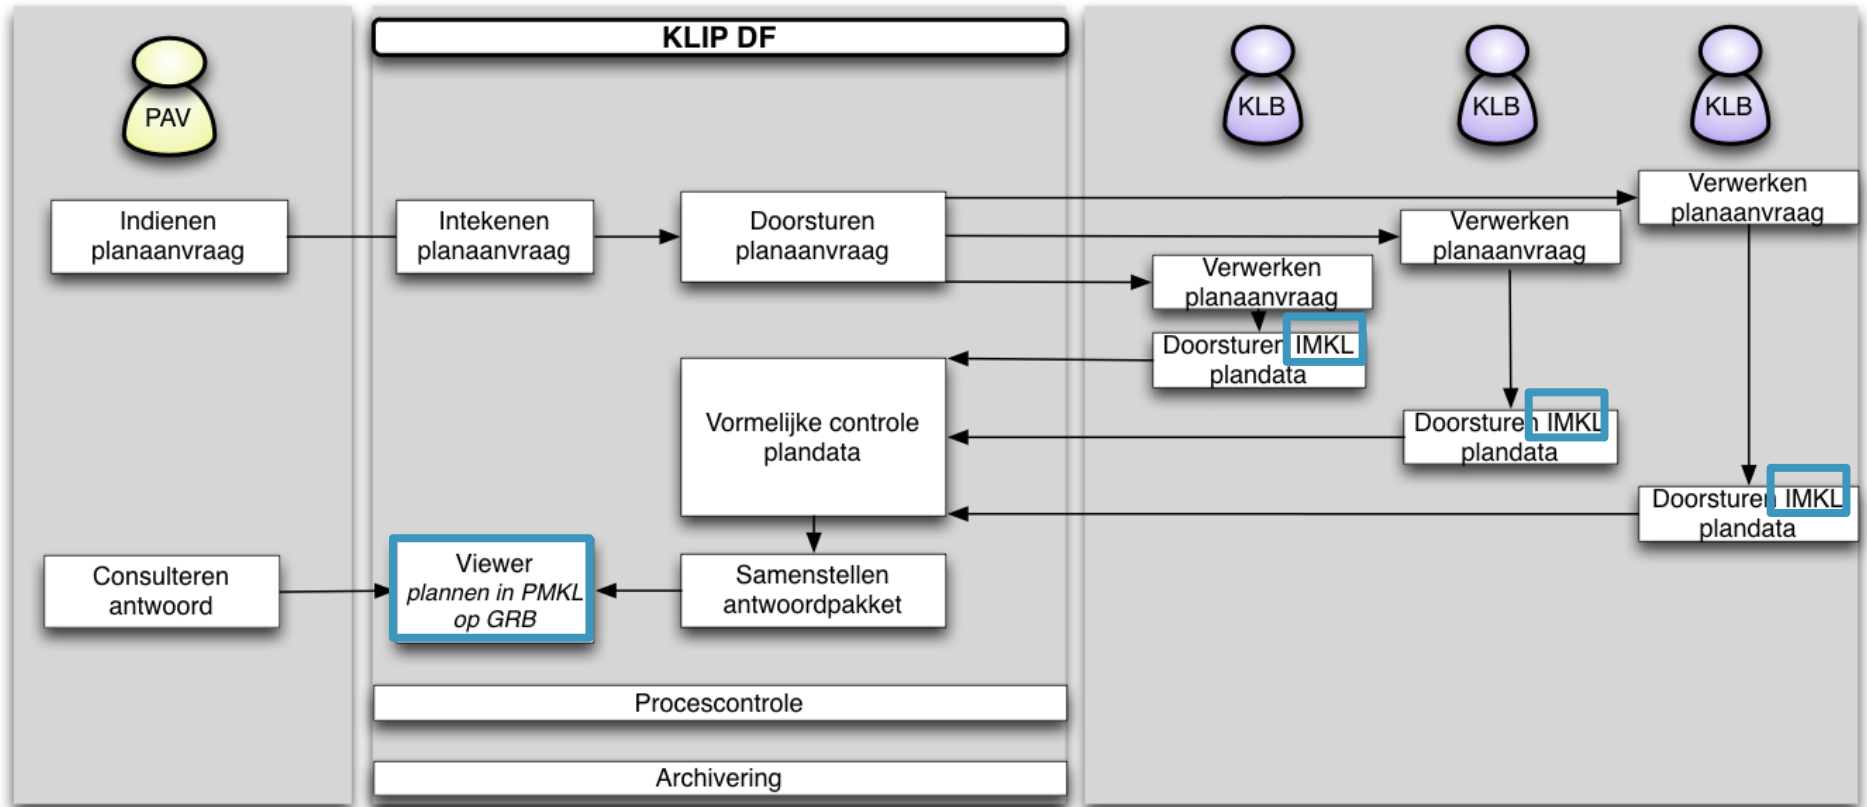 KLIP DF
PAV
KLB
KLB
KLB
Indienen
planaanvraag
Intekenen
planaanvraag
Doorsturen
planaanvraag
Verwerken
planaanvraag
Verwerken
planaanvraag
Verwerken
planaanvraag
Doorsturen IMKL
plandata
Doorsturen IMKL
plandata
Doorsturen IMKL
plandata
Vormelijke controle
plandata
Consulteren
antwoord
Viewer
plannen in PMKL
op GRB
Samenstellen
antwoordpakket
Procescontrole
Archivering